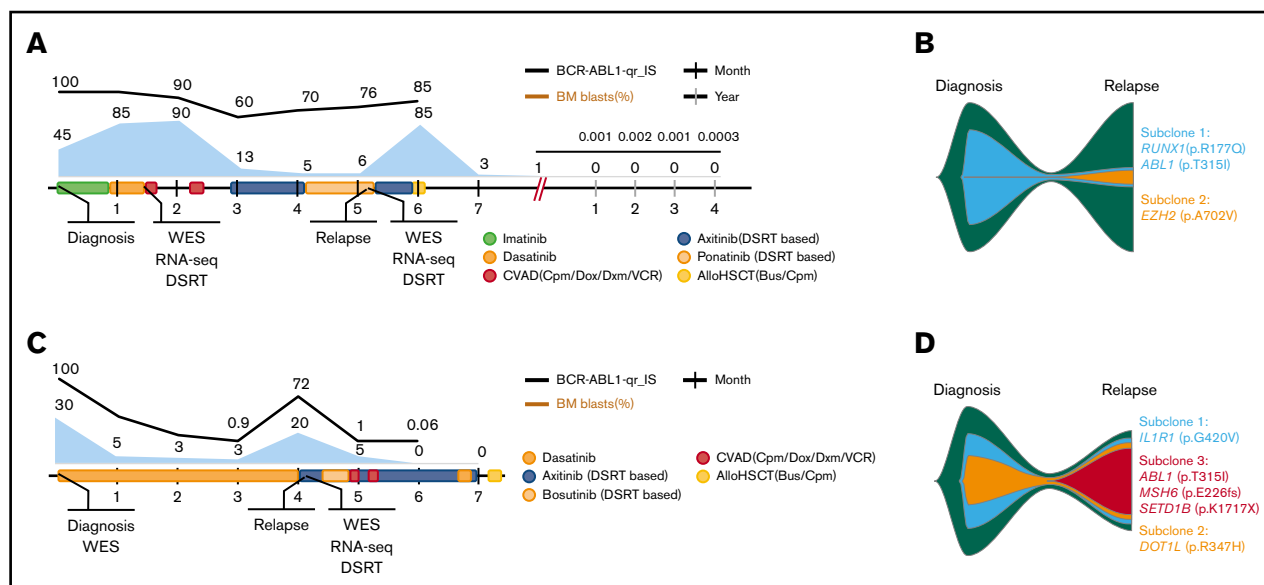 A
100
90
60
70
76
85
45
85
90
13
5
6
85
3
1
0.001 0.002 0.001 0.0003
0 0 0 0
BCR-ABL1-qr_IS
Month
BM blasts(%)
Year
1 2 3 4 5 6 7 1 2 3 4
Diagnosis
WES
RNA-seq
DSRT
Relapse
WES
RNA-seq
DSRT
Imatinib
Dasatinib
CVAD(Cpm/Dox/Dxm/VCR)
Axitinib(DSRT based)
Ponatinib (DSRT based)
AlloHSCT(Bus/Cpm)
B
Diagnosis
Relapse
Subclone 1:
RUNX1(p.R177Q)
ABL1 (p.T315I)
Subclone 2:
EZH2 (p.A702V)
C
100
30
5
3
0.9
3
72
20
1
5
0.06
0
0
BCR-ABL1-qr_IS
Month
BM blasts(%)
1 2 3 4 5 6 7
Diagnosis
WES
Relapse
WES
RNA-seq
DSRT
Dasatinib
Axitinib (DSRT based)
Bosutinib (DSRT based)
CVAD(Cpm/Dox/Dxm/VCR)
AlloHSCT(Bus/Cpm)
D
Diagnosis
Relapse
Subclone 1:
IL1R1 (p.G420V)
Subclone 3:
ABL1 (p.T315I)
MSH6 (p.E226fs)
SETD1B (p.K1717X)
Subclone 2:
DOT1L (p.R347H)